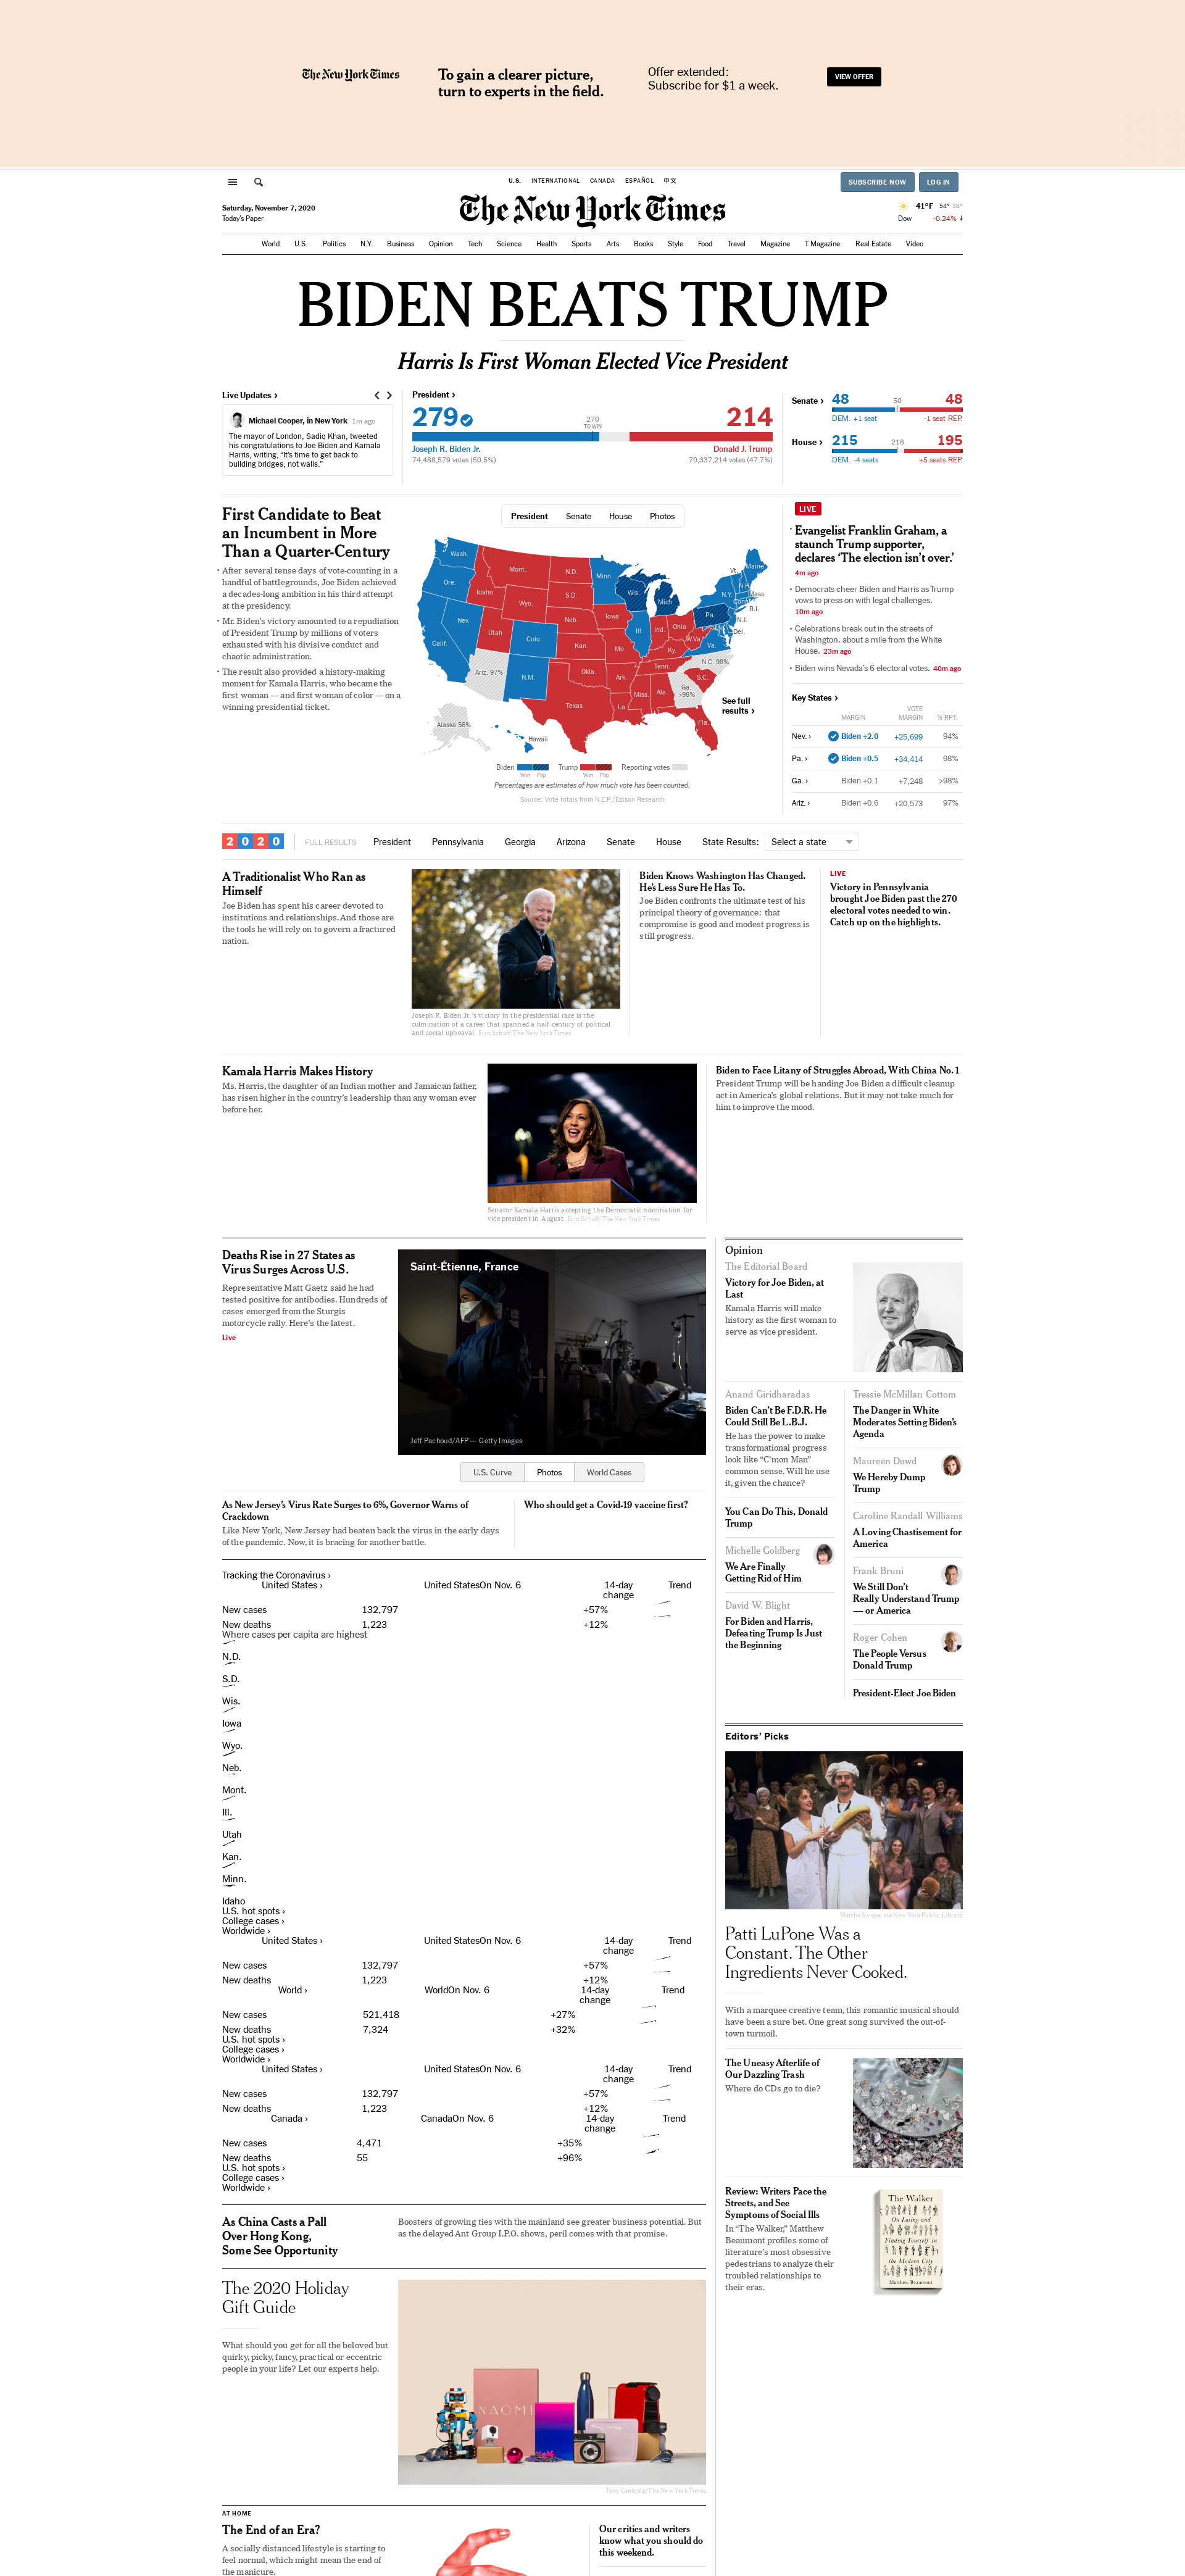 The New York Times
To gain a clearer picture,
turn to experts in the field.
Offer extended:
Subscribe for $1 a week.
VIEW OFFER
U.S. INTERNATIONAL CANADA ESPAÑOL 中文
SUBSCRIBE NOW LOG IN
Saturday, November 7, 2020
Today's Paper
The New York Times
41°F 54° 38°
Dow -0.24% ↓
World U.S. Politics N.Y. Business Opinion Tech Science Health Sports Arts Books Style Food Travel Magazine T Magazine Real Estate Video
BIDEN BEATS TRUMP
Harris Is First Woman Elected Vice President
Live Updates ›
Michael Cooper, in New York 1m ago
The mayor of London, Sadiq Khan, tweeted
his congratulations to Joe Biden and Kamala
Harris, writing, “It’s time to get back to
building bridges, not walls.”
President ›
279 270 214
TO WIN
Joseph R. Biden Jr. Donald J. Trump
74,488,579 votes (50.5%) 70,337,214 votes (47.7%)
Senate › 48 50 48
DEM. +1 seat -1 seat REP.
House › 215 218 195
DEM. -4 seats +5 seats REP.
First Candidate to Beat
an Incumbent in More
Than a Quarter-Century
• After several tense days of vote-counting in a
handful of battlegrounds, Joe Biden achieved
a decades-long ambition in his third attempt
at the presidency.
• Mr. Biden’s victory amounted to a repudiation
of President Trump by millions of voters
exhausted with his divisive conduct and
chaotic administration.
• The result also provided a history-making
moment for Kamala Harris, who became the
first woman — and first woman of color — on a
winning presidential ticket.
President Senate House Photos
Wash.
Ore.
Idaho
Mont.
N.D.
Minn.
S.D.
Wyo.
Wis.
Mich.
Vt.
Maine
N.H.
Mass.
N.Y.
R.I.
Nev.
Utah
Colo.
Neb.
Iowa
Ill.
Ind.
Ohio
Pa.
N.J.
Del.
Calif.
Kan.
Mo.
Ky.
W.Va.
Va.
Ariz. 97%
N.M.
Okla.
Ark.
Tenn.
N.C. 98%
S.C.
Texas
La.
Miss.
Ala.
Ga.
>98%
Fla.
Alaska 56%
Hawaii
See full
results ›
Biden Trump Reporting votes
Win Flip Win Flip
Percentages are estimates of how much vote has been counted.
Source: Vote totals from N.E.P./Edison Research
LIVE
• Evangelist Franklin Graham, a
staunch Trump supporter,
declares ‘The election isn’t over.’
4m ago
• Democrats cheer Biden and Harris as Trump
vows to press on with legal challenges.
10m ago
• Celebrations break out in the streets of
Washington, about a mile from the White
House. 23m ago
• Biden wins Nevada’s 6 electoral votes. 40m ago
Key States ›
MARGIN VOTE
MARGIN % RPT.
Nev. › Biden +2.0 +25,699 94%
Pa. › Biden +0.5 +34,414 98%
Ga. › Biden +0.1 +7,248 >98%
Ariz. › Biden +0.6 +20,573 97%
2020 FULL RESULTS President Pennsylvania Georgia Arizona Senate House State Results: Select a state
A Traditionalist Who Ran as
Himself
Joe Biden has spent his career devoted to
institutions and relationships. And those are
the tools he will rely on to govern a fractured
nation.
Joseph R. Biden Jr.’s victory in the presidential race is the
culmination of a career that spanned a half-century of political
and social upheaval. Erin Schaff/The New York Times
Biden Knows Washington Has Changed.
He’s Less Sure He Has To.
Joe Biden confronts the ultimate test of his
principal theory of governance: that
compromise is good and modest progress is
still progress.
LIVE
Victory in Pennsylvania
brought Joe Biden past the 270
electoral votes needed to win.
Catch up on the highlights.
Kamala Harris Makes History
Ms. Harris, the daughter of an Indian mother and Jamaican father,
has risen higher in the country’s leadership than any woman ever
before her.
Senator Kamala Harris accepting the Democratic nomination for
vice president in August. Erin Schaff/The New York Times
Biden to Face Litany of Struggles Abroad, With China No. 1
President Trump will be handing Joe Biden a difficult cleanup
act in America’s global relations. But it may not take much for
him to improve the mood.
Deaths Rise in 27 States as
Virus Surges Across U.S.
Representative Matt Gaetz said he had
tested positive for antibodies. Hundreds of
cases emerged from the Sturgis
motorcycle rally. Here’s the latest.
Live
Saint-Étienne, France
Jeff Pachoud/AFP — Getty Images
U.S. Curve Photos World Cases
As New Jersey’s Virus Rate Surges to 6%, Governor Warns of
Crackdown
Like New York, New Jersey had beaten back the virus in the early days
of the pandemic. Now, it is bracing for another battle.
Who should get a Covid-19 vaccine first?
Tracking the Coronavirus ›
United States › United StatesOn Nov. 6 14-day
change Trend
New cases 132,797 +57%
New deaths 1,223 +12%
Where cases per capita are highest
N.D.
S.D.
Wis.
Iowa
Wyo.
Neb.
Mont.
Ill.
Utah
Kan.
Minn.
Idaho
U.S. hot spots ›
College cases ›
Worldwide ›
United States › United StatesOn Nov. 6 14-day
change Trend
New cases 132,797 +57%
New deaths 1,223 +12%
World › WorldOn Nov. 6 14-day
change Trend
New cases 521,418 +27%
New deaths 7,324 +32%
U.S. hot spots ›
College cases ›
Worldwide ›
United States › United StatesOn Nov. 6 14-day
change Trend
New cases 132,797 +57%
New deaths 1,223 +12%
Canada › CanadaOn Nov. 6 14-day
change Trend
New cases 4,471 +35%
New deaths 55 +96%
U.S. hot spots ›
College cases ›
Worldwide ›
As China Casts a Pall
Over Hong Kong,
Some See Opportunity
Boosters of growing ties with the mainland see greater business potential. But
as the delayed Ant Group I.P.O. shows, peril comes with that promise.
The 2020 Holiday
Gift Guide
What should you get for all the beloved but
quirky, picky, fancy, practical or eccentric
people in your life? Let our experts help.
NAOMI
Tony Cenicola/The New York Times
AT HOME
The End of an Era?
A socially distanced lifestyle is starting to
feel normal, which might mean the end of
the manicure.
Our critics and writers
know what you should do
this weekend.
Opinion
The Editorial Board
Victory for Joe Biden, at
Last
Kamala Harris will make
history as the first woman to
serve as vice president.
Anand Giridharadas
Biden Can’t Be F.D.R. He
Could Still Be L.B.J.
He has the power to make
transformational progress
look like “C’mon Man”
common sense. Will he use
it, given the chance?
You Can Do This, Donald
Trump
Michelle Goldberg
We Are Finally
Getting Rid of Him
David W. Blight
For Biden and Harris,
Defeating Trump Is Just
the Beginning
Tressie McMillan Cottom
The Danger in White
Moderates Setting Biden’s
Agenda
Maureen Dowd
We Hereby Dump
Trump
Caroline Randall Williams
A Loving Chastisement for
America
Frank Bruni
We Still Don’t
Really Understand Trump
— or America
Roger Cohen
The People Versus
Donald Trump
President-Elect Joe Biden
Editors’ Picks
Martha Swope, via New York Public Library
Patti LuPone Was a
Constant. The Other
Ingredients Never Cooked.
With a marquee creative team, this romantic musical should
have been a sure bet. One great song survived the out-of-
town turmoil.
The Uneasy Afterlife of
Our Dazzling Trash
Where do CDs go to die?
Review: Writers Pace the
Streets, and See
Symptoms of Social Ills
In “The Walker,” Matthew
Beaumont profiles some of
literature’s most obsessive
pedestrians to analyze their
troubled relationships to
their eras.
The Walker
On Losing and
Finding Yourself in
the Modern City
Matthew Beaumont